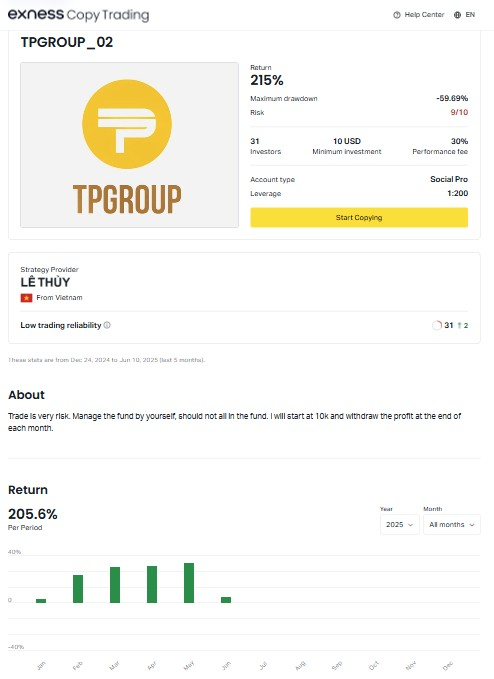 exness Copy Trading
Help Center EN
TPGROUP_02
TPGROUP
Return
215%
Maximum drawdown -59.69%
Risk 9/10
31 10 USD 30%
Investors Minimum investment Performance fee
Account type Social Pro
Leverage 1:200
Start Copying
Strategy Provider
LÊ THỦY
From Vietnam
Low trading reliability 31 2
These stats are from Dec 24, 2024 to Jun 10, 2025 (last 5 months).
About
Trade is very risk. Manage the fund by yourself, should not all in the fund. I will start at 10k and withdraw the profit at the end of
each month.
Return
205.6%
Per Period
Year Month
2025 All months
40%
0
-40%
Jan Feb Mar Apr May Jun Jul Aug Sep Oct Nov Dec